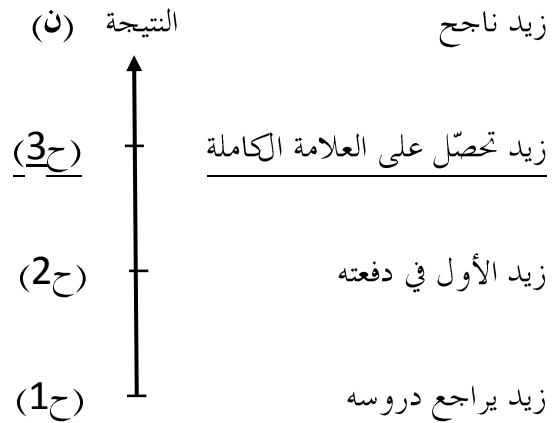 زيد ناجح النتيجة (ن)
زيد تحصّل على العلامة الكاملة (ح3)
زيد الأول في دفعته (ح2)
زيد يراجع دروسه (ح1)